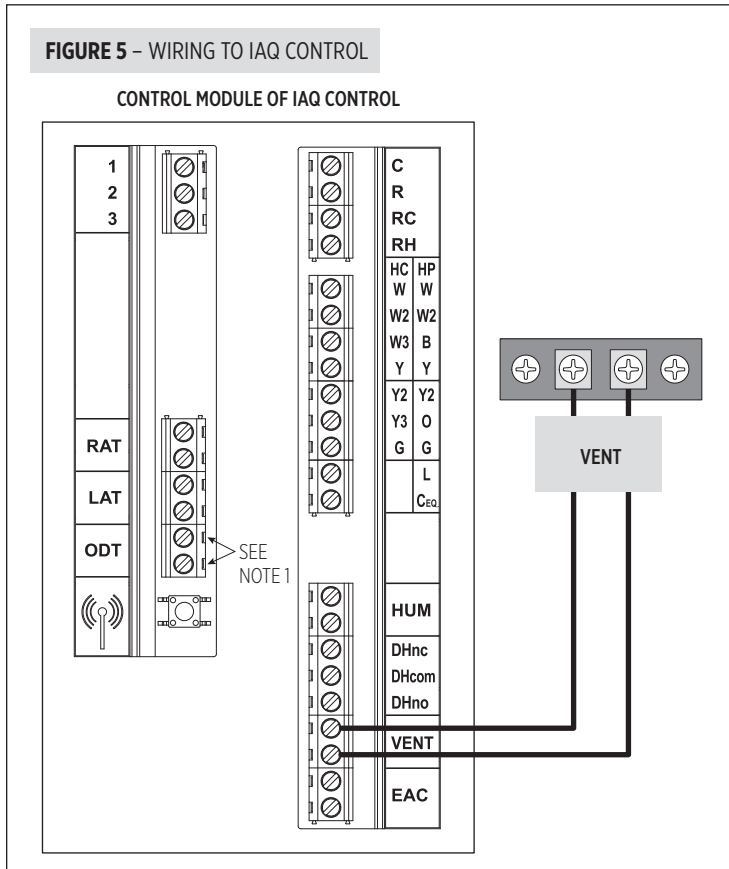 FIGURE 5 – WIRING TO IAQ CONTROL
CONTROL MODULE OF IAQ CONTROL
1
2
3
RAT
LAT
ODT
SEE
NOTE 1
C
R
RC
RH
HC HP
W W
W2 W2
W3 B
Y Y
Y2 Y2
Y3 O
G G
L
CEQ.
HUM
DHnc
DHcom
DHno
VENT
EAC
VENT